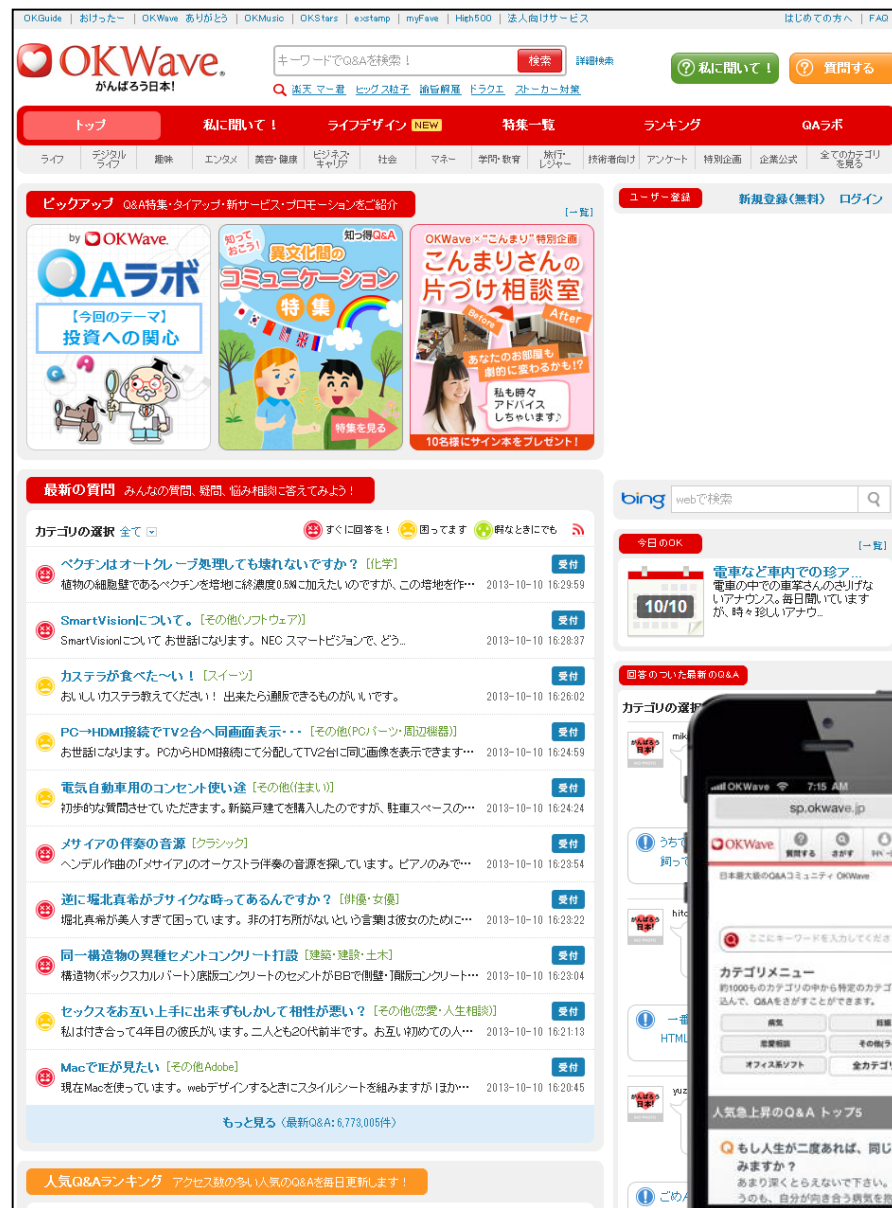 OKGuide | おけったー | OKWave ありがとう | OKMusic | OKStars | exstamp | myFave | High500 | 法人向けサービス
はじめての方へ | FAQ
OKWave.
がんばろう日本!
キーワードでQ&Aを検索!
検索
詳細検索
楽天 マー君 ヒッグス粒子 諭旨解雇 ドラクエ ストーカー対策
私に聞いて!
質問する
トップ 私に聞いて! ライフデザイン NEW 特集一覧 ランキング QAラボ
ライフ デジタルライフ 趣味 エンタメ 美容・健康 ビジネス・キャリア 社会 マネー 学問・教育 旅行・レジャー 技術者向け アンケート 特別企画 企業公式 全てのカテゴリを見る
ピックアップ Q&A特集・タイアップ・新サービス・プロモーションをご紹介
[一覧]
by OKWave.
QAラボ
【今回のテーマ】
投資への関心
Q A
知っておこう!
知っ得Q&A
異文化間の
コミュニケーション
特集
特集を見る
OKWave×"こんまり"特別企画
こんまりさんの
片づけ相談室
Before
After
あなたのお部屋も
劇的に変わるかも!?
私も時々
アドバイス
しちゃいます♪
10名様にサイン本をプレゼント!
ユーザー登録
新規登録(無料) ログイン
最新の質問 みんなの質問、疑問、悩み相談に答えてみよう!
カテゴリの選択 全て
すぐに回答を! 困ってます 暇なときにでも
ペクチンはオートクレーブ処理しても壊れないですか? [化学]
受付
植物の細胞壁であるペクチンを培地に終濃度0.5%に加えたいのですが、この培地を作… 2013-10-10 16:29:59
SmartVisionについて。 [その他(ソフトウェア)]
受付
SmartVisionについて お世話になります。 NEC スマートビジョンで、どう… 2013-10-10 16:28:37
カステラが食べた~い! [スイーツ]
受付
おいしいカステラ教えてください! 出来たら通販できるものがいいです。 2013-10-10 16:26:02
PC→HDMI接続でTV2台へ同画面表示・・・ [その他(PCパーツ・周辺機器)]
受付
お世話になります。 PCからHDMI接続にて分配してTV2台に同じ画像を表示できます… 2013-10-10 16:24:59
電気自動車用のコンセント使い途 [その他(住まい)]
受付
初歩的な質問させていただきます。新築戸建てを購入したのですが、駐車スペースの… 2013-10-10 16:24:24
メサイアの伴奏の音源 [クラシック]
受付
ヘンデル作曲の「メサイア」のオーケストラ伴奏の音源を探しています。ピアノのみで… 2013-10-10 16:23:54
逆に堀北真希がブサイクな時ってあるんですか? [俳優・女優]
受付
堀北真希が美人すぎて困っています。 非の打ち所がないという言葉は彼女のために… 2013-10-10 16:23:22
同一構造物の異種セメントコンクリート打設 [建築・建設・土木]
受付
構造物(ボックスカルバート)底版コンクリートのセメントがBBで側壁・頂版コンクリート… 2013-10-10 16:23:04
セックスをお互い上手に出来ずもしかして相性が悪い? [その他(恋愛・人生相談)]
受付
私は付き合って4年目の彼氏がいます。二人とも20代前半です。お互い初めての人… 2013-10-10 16:21:13
MacでIEが見たい [その他Adobe]
受付
現在Macを使っています。webデザインするときにスタイルシートを組みますが ほか… 2013-10-10 16:20:45
もっと見る (最新Q&A: 6,773,005件)
人気Q&Aランキング アクセス数の多い人気のQ&Aを毎日更新します!
bing webで検索
今日のOK
[一覧]
10/10
電車など車内での珍ア...
電車の中での車掌さんのさりげな
いアナウンス。毎日聞いています
が、時々珍しいアナウ...
回答のついた最新のQ&A
カテゴリの選択
がんばろう日本!
うちで
飼って
がんばろう日本!
一番
HTML
がんばろう日本!
yuz
OKWave 7:15 AM
sp.okwave.jp
OKWave 質問する さがす
日本最大級のQ&Aコミュニティ OKWave
ここにキーワードを入力してくださ
カテゴリメニュー
約1000ものカテゴリの中から特定のカテゴ
込んで、Q&Aをさがすことができます。
病気
恋愛相談 その他(ラ
オフィス系ソフト 全カテゴリ
人気急上昇のQ&A トップ5
Q もし人生が二度あれば、同じ
みますか?
あまり深くとらえないで下さい。
うのも、自分が向き合う病気を抱